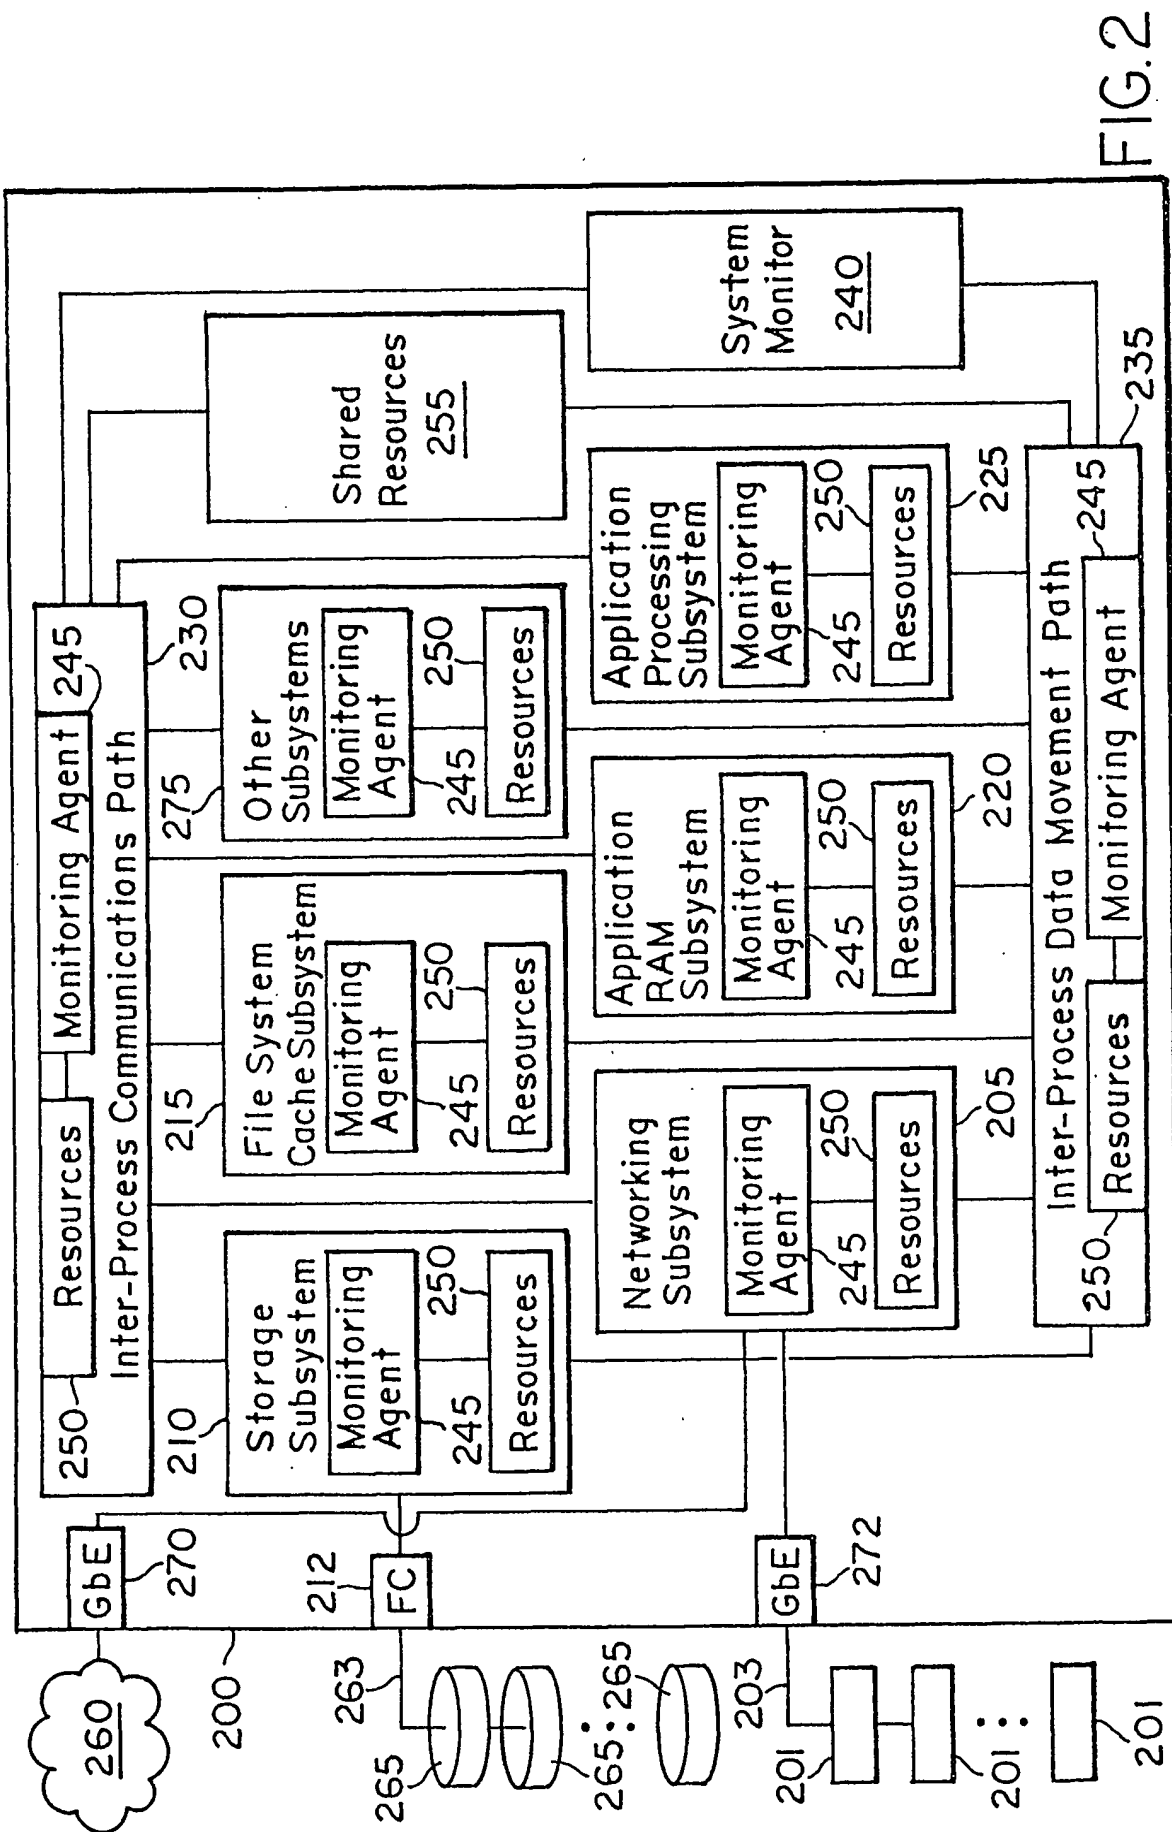 250
Resources
Monitoring Agent
245
Inter-Process Communications Path
230
210
Storage
Subsystem
Monitoring
Agent
245
250
Resources
215
File System
Cache Subsystem
Monitoring
Agent
245
250
Resources
275
Other
Subsystems
Monitoring
Agent
245
250
Resources
Shared
Resources
255
Networking
Subsystem
Monitoring
Agent
245
250
Resources
205
Application
RAM
Subsystem
Monitoring
Agent
245
250
Resources
220
Application
Processing
Subsystem
Monitoring
Agent
245
250
Resources
225
System
Monitor
240
Inter-Process Data Movement Path
235
250
Resources
Monitoring Agent
245
260
GbE
270
200
212
FC
263
265
265
265
GbE
272
203
201
201
201
FIG.2